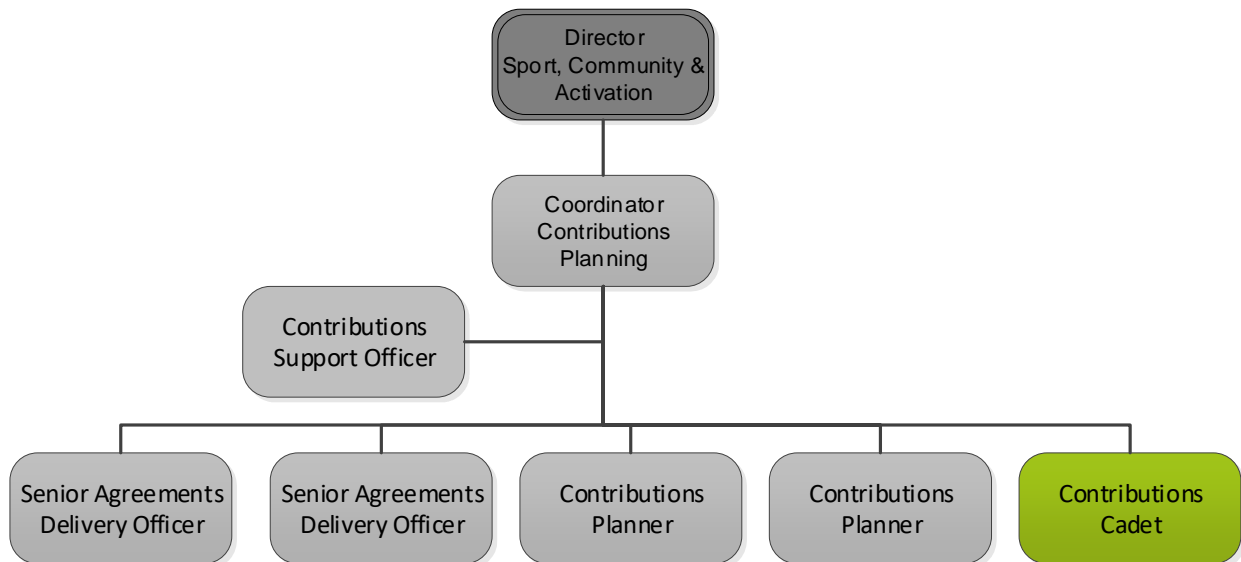 Director
Sport, Community &
Activation
Coordinator
Contributions
Planning
Contributions
Support Officer
Senior Agreements
Delivery Officer
Senior Agreements
Delivery Officer
Contributions
Planner
Contributions
Planner
Contributions
Cadet